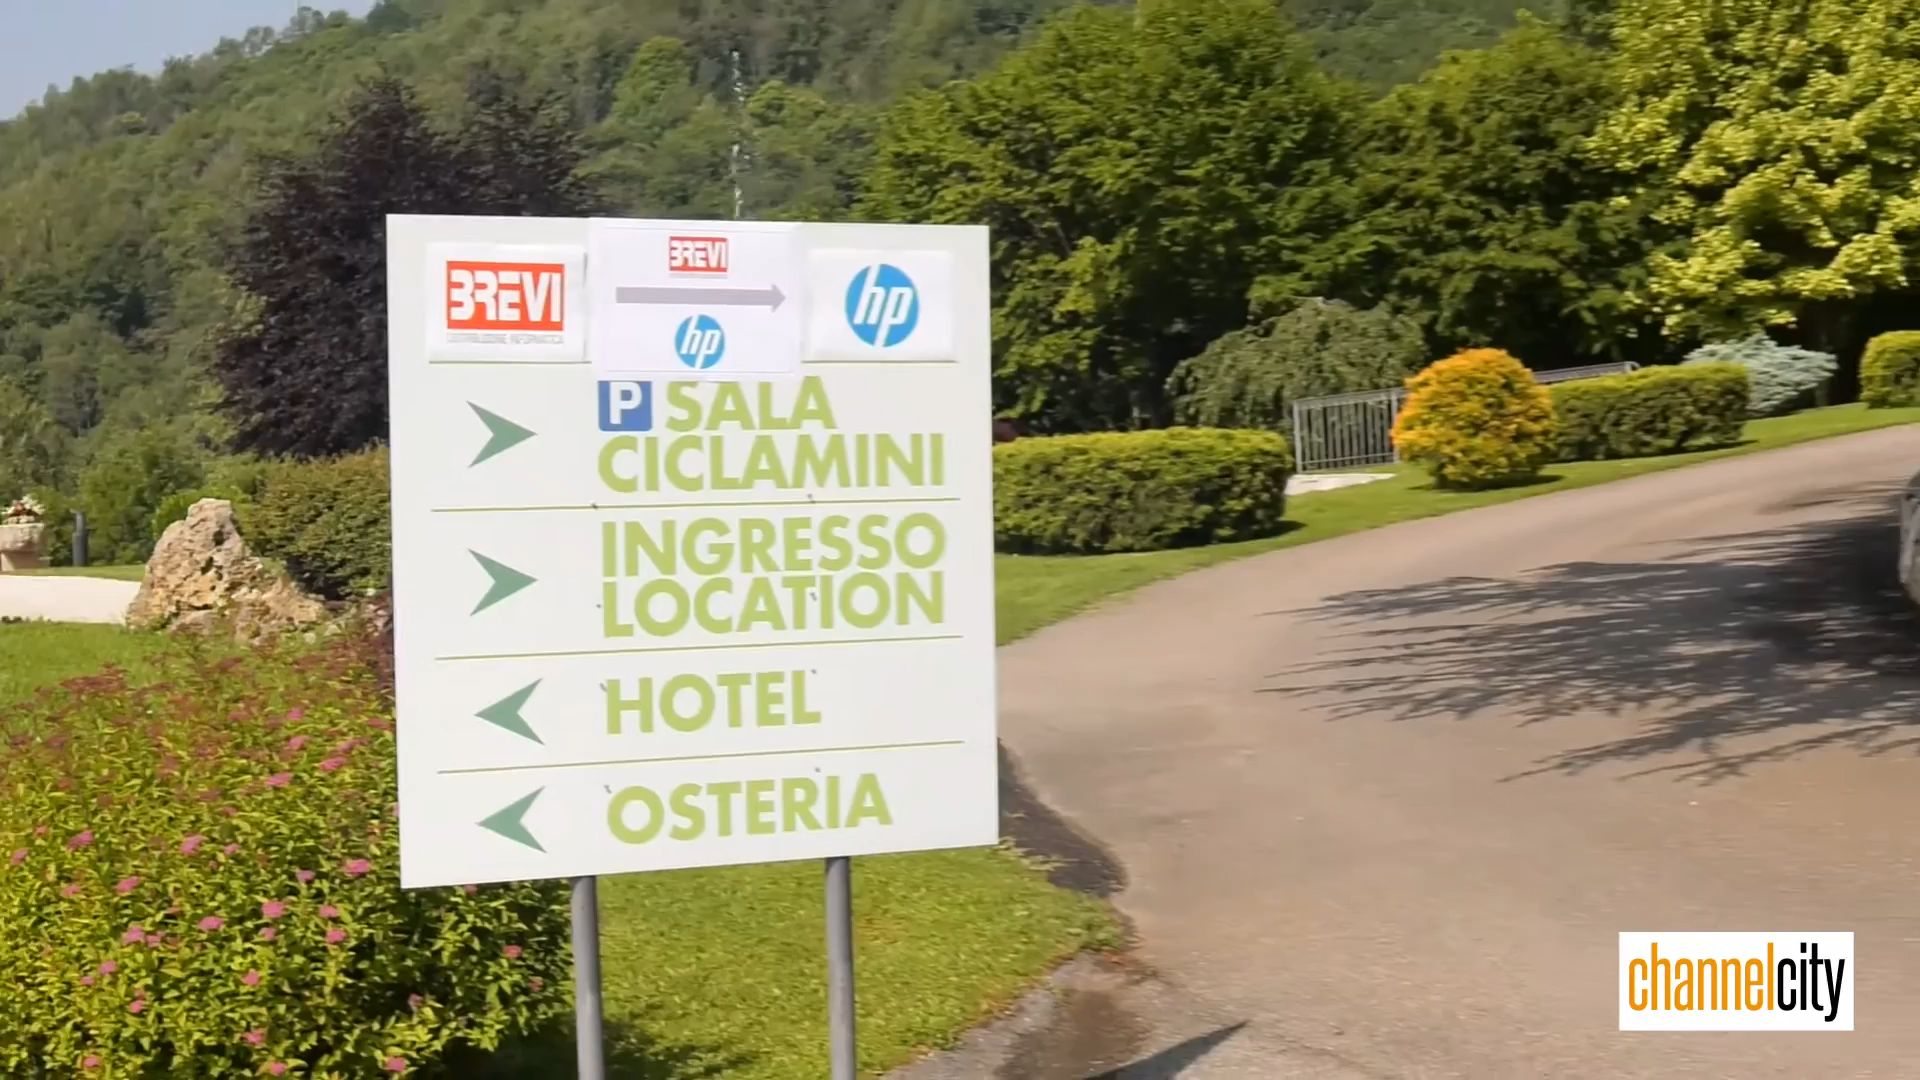 BREVI
BREVI
hp
hp
P SALA
CICLAMINI
INGRESSO
LOCATION
HOTEL
OSTERIA
channelcity